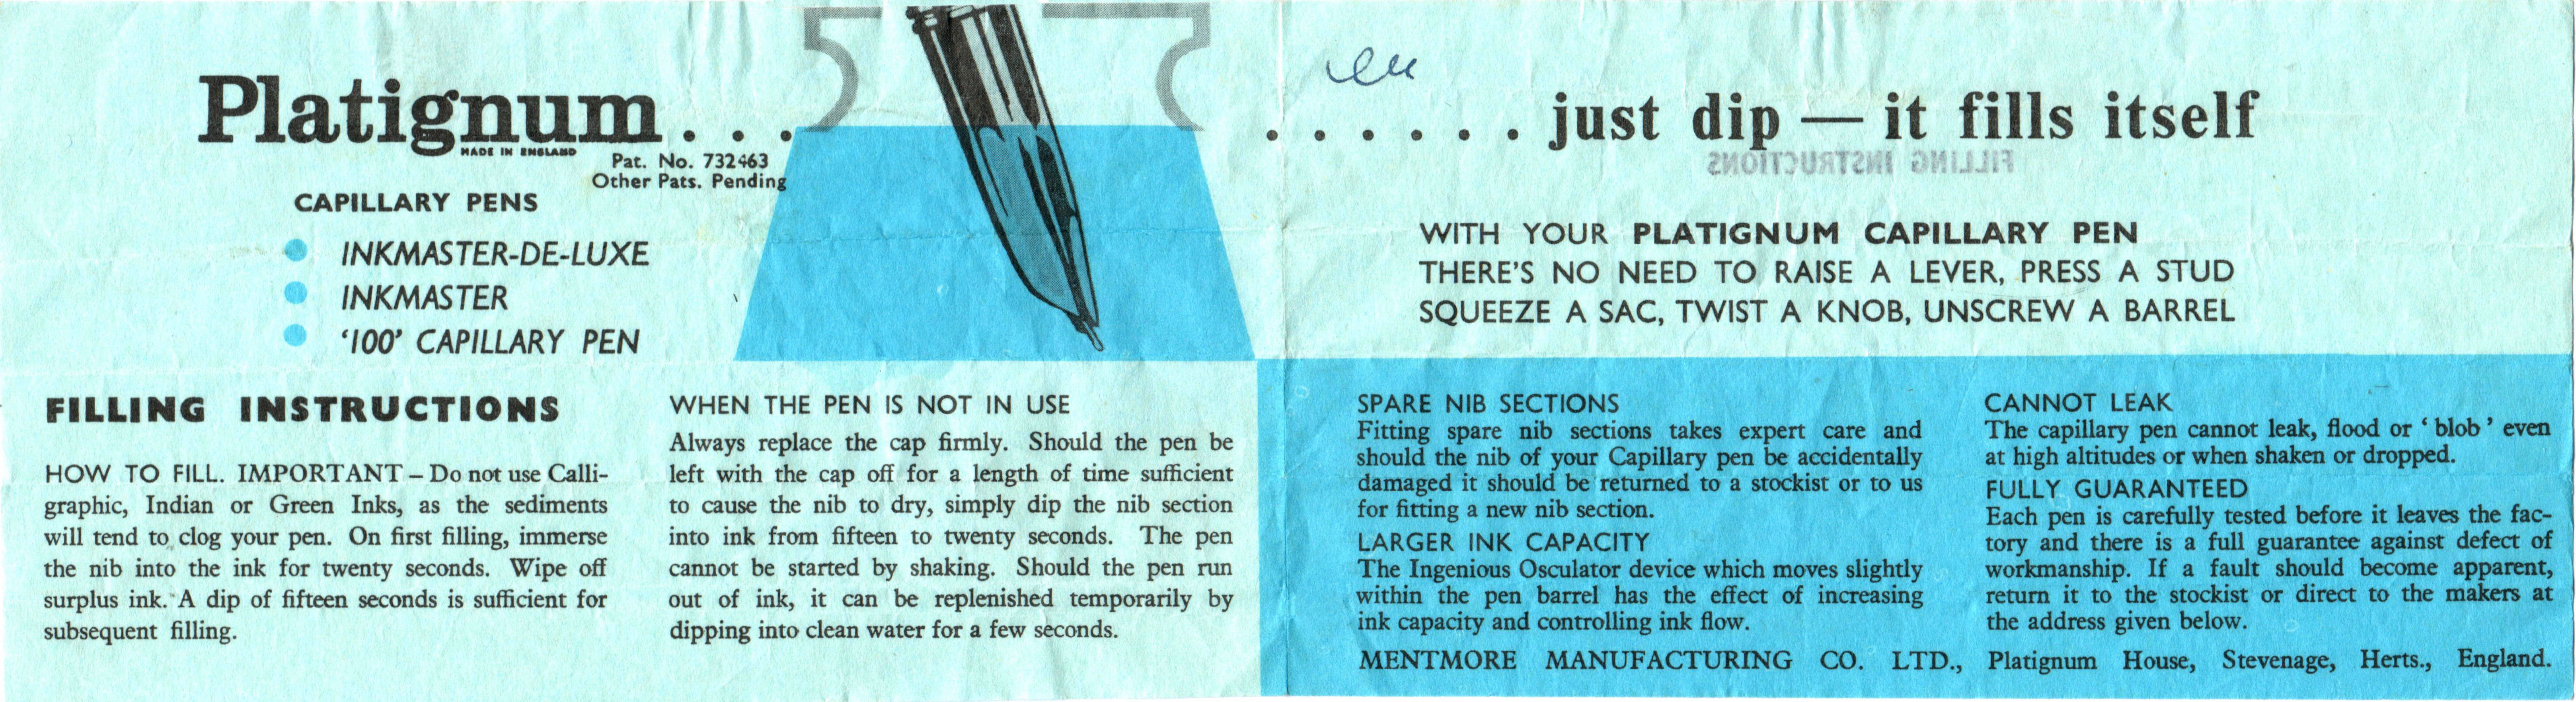 Platignum . . .
MADE IN ENGLAND
Pat. No. 732463
Other Pats. Pending
CAPILLARY PENS
INKMASTER-DE-LUXE
INKMASTER
‘100’ CAPILLARY PEN
. . . . . . just dip — it fills itself
FILLING INSTRUCTIONS
WITH YOUR PLATIGNUM CAPILLARY PEN
THERE'S NO NEED TO RAISE A LEVER, PRESS A STUD
SQUEEZE A SAC, TWIST A KNOB, UNSCREW A BARREL
FILLING INSTRUCTIONS
HOW TO FILL. IMPORTANT – Do not use Calli-
graphic, Indian or Green Inks, as the sediments
will tend to clog your pen. On first filling, immerse
the nib into the ink for twenty seconds. Wipe off
surplus ink. A dip of fifteen seconds is sufficient for
subsequent filling.
WHEN THE PEN IS NOT IN USE
Always replace the cap firmly. Should the pen be
left with the cap off for a length of time sufficient
to cause the nib to dry, simply dip the nib section
into ink from fifteen to twenty seconds. The pen
cannot be started by shaking. Should the pen run
out of ink, it can be replenished temporarily by
dipping into clean water for a few seconds.
SPARE NIB SECTIONS
Fitting spare nib sections takes expert care and
should the nib of your Capillary pen be accidentally
damaged it should be returned to a stockist or to us
for fitting a new nib section.
LARGER INK CAPACITY
The Ingenious Osculator device which moves slightly
within the pen barrel has the effect of increasing
ink capacity and controlling ink flow.
CANNOT LEAK
The capillary pen cannot leak, flood or ‘ blob ’ even
at high altitudes or when shaken or dropped.
FULLY GUARANTEED
Each pen is carefully tested before it leaves the fac-
tory and there is a full guarantee against defect of
workmanship. If a fault should become apparent,
return it to the stockist or direct to the makers at
the address given below.
MENTMORE MANUFACTURING CO. LTD., Platignum House, Stevenage, Herts., England.